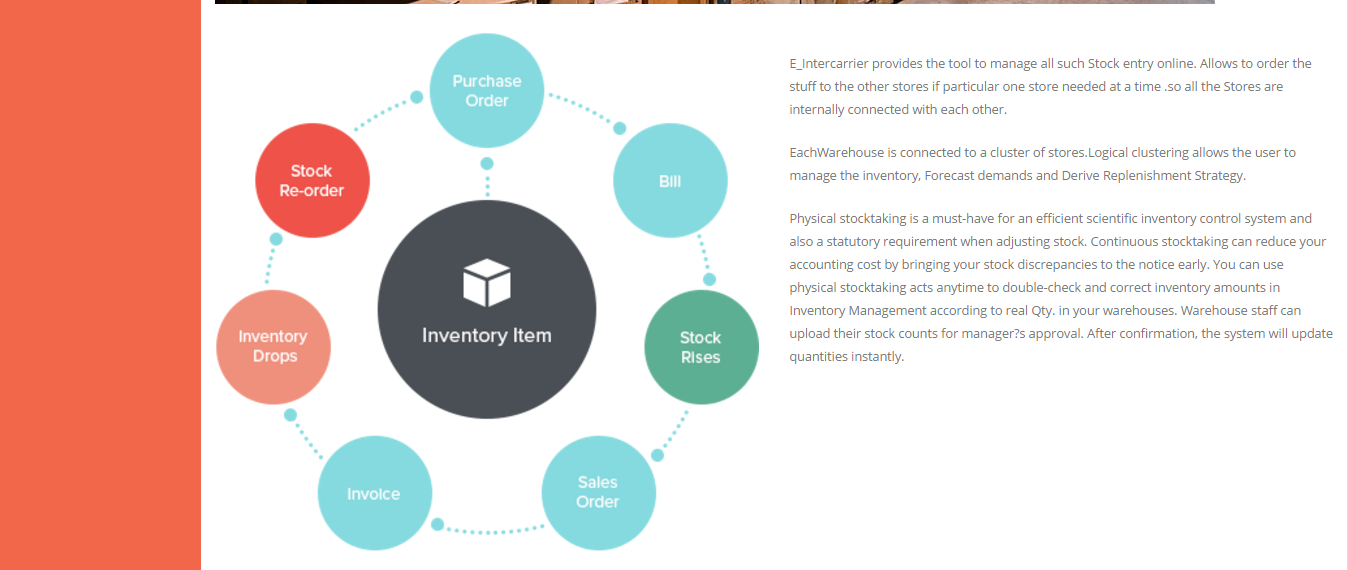 Purchase
Order
Stock
Re-order
Bill
Inventory Item
Inventory
Drops
Stock
Rises
Invoice
Sales
Order
E_Intercarrier provides the tool to manage all such Stock entry online. Allows to order the
stuff to the other stores if particular one store needed at a time .so all the Stores are
internally connected with each other.
EachWarehouse is connected to a cluster of stores.Logical clustering allows the user to
manage the inventory, Forecast demands and Derive Replenishment Strategy.
Physical stocktaking is a must-have for an efficient scientific inventory control system and
also a statutory requirement when adjusting stock. Continuous stocktaking can reduce your
accounting cost by bringing your stock discrepancies to the notice early. You can use
physical stocktaking acts anytime to double-check and correct inventory amounts in
Inventory Management according to real Qty. in your warehouses. Warehouse staff can
upload their stock counts for manager?s approval. After confirmation, the system will update
quantities instantly.